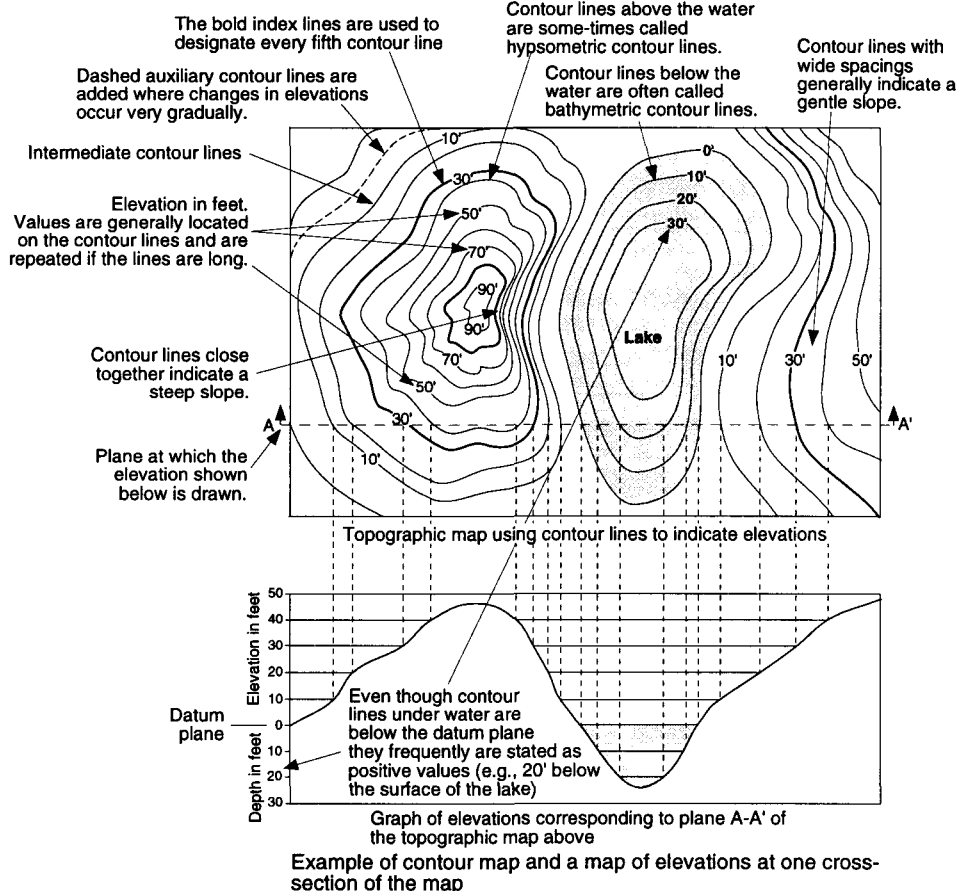 The bold index lines are used to
designate every fifth contour line
Contour lines above the water
are some-times called
hypsometric contour lines.
Contour lines with
wide spacings
generally indicate a
gentle slope.
Dashed auxiliary contour lines are
added where changes in elevations
occur very gradually.
Contour lines below the
water are often called
bathymetric contour lines.
Intermediate contour lines
Elevation in feet.
Values are generally located
on the contour lines and are
repeated if the lines are long.
Contour lines close
together indicate a
steep slope.
Plane at which the
elevation shown
below is drawn.
10'
30'
50'
70'
90'
90'
70'
50'
30'
10'
0'
10'
20'
30'
Lake
10'
30'
50'
A
A'
Topographic map using contour lines to indicate elevations
Elevation in feet
50
40
30
20
10
0
10
20
30
Depth in feet
Datum
plane
Even though contour
lines under water are
below the datum plane
they frequently are stated as
positive values (e.g., 20' below
the surface of the lake)
Graph of elevations corresponding to plane A-A' of
the topographic map above
Example of contour map and a map of elevations at one cross-
section of the map